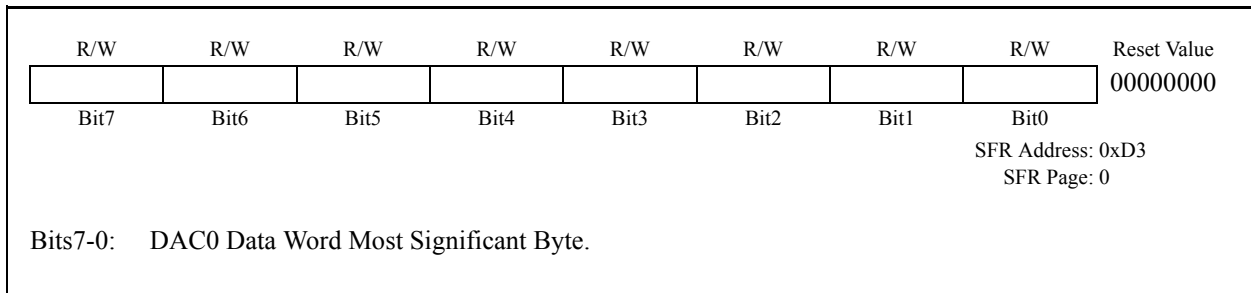 R/W R/W R/W R/W R/W R/W R/W R/W Reset Value
00000000
Bit7 Bit6 Bit5 Bit4 Bit3 Bit2 Bit1 Bit0
SFR Address: 0xD3
SFR Page: 0
Bits7-0: DAC0 Data Word Most Significant Byte.